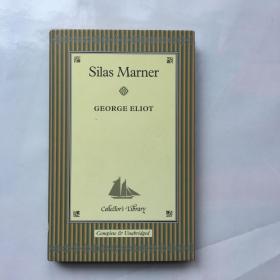 Silas Marner
GEORGE ELIOT
Collector's Library
Complete & Unabridged